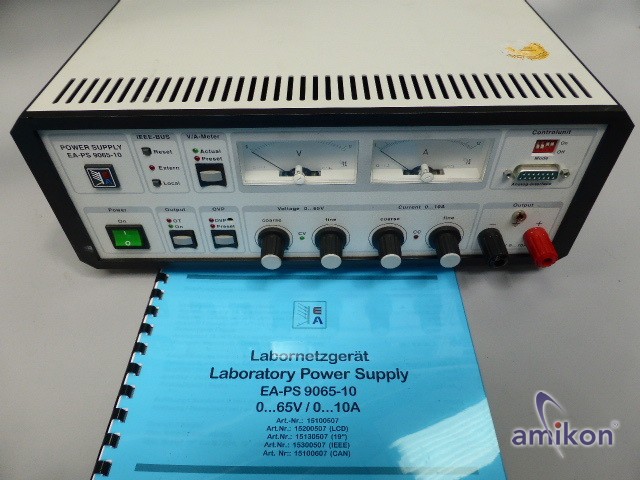 POWER SUPPLY
EA-PS 9065-10
IEEE-BUS
Reset
Extern
Local
V/A-Meter
Actual
Preset
V
A
Controlunit
On
Off
Mode
Analog-Interface
Power
On
I
0
Output
OT
On
OVP
OVP
Preset
Voltage 0...65V
coarse
fine
CV
Current 0...10A
coarse
fine
CC
Output
-
+
EA
Labornetzgerät
Laboratory Power Supply
EA-PS 9065-10
0...65V / 0...10A
Art.-Nr.: 15100507
Art.Nr.: 15200507 (LCD)
Art.Nr.: 15130507 (19")
Art.Nr.: 15300507 (IEEE)
Art.Nr.: 15100607 (CAN)
amikon